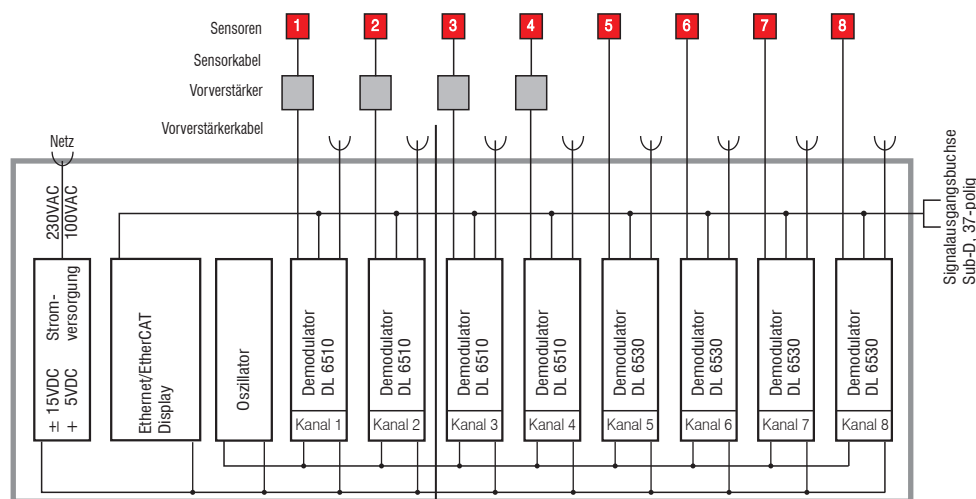 Sensoren
1
2
3
4
5
6
7
8
Sensorkabel
Vorverstärker
Vorverstärkerkabel
Netz
230VAC
100VAC
Signalausgangsbuchse
Sub-D. 37-polig
± 15VDC Strom-
+ 5VDC versorgung
Ethernet/EtherCAT
Display
Oszillator
Demodulator
DL 6510
Kanal 1
Demodulator
DL 6510
Kanal 2
Demodulator
DL 6510
Kanal 3
Demodulator
DL 6510
Kanal 4
Demodulator
DL 6530
Kanal 5
Demodulator
DL 6530
Kanal 6
Demodulator
DL 6530
Kanal 7
Demodulator
DL 6530
Kanal 8